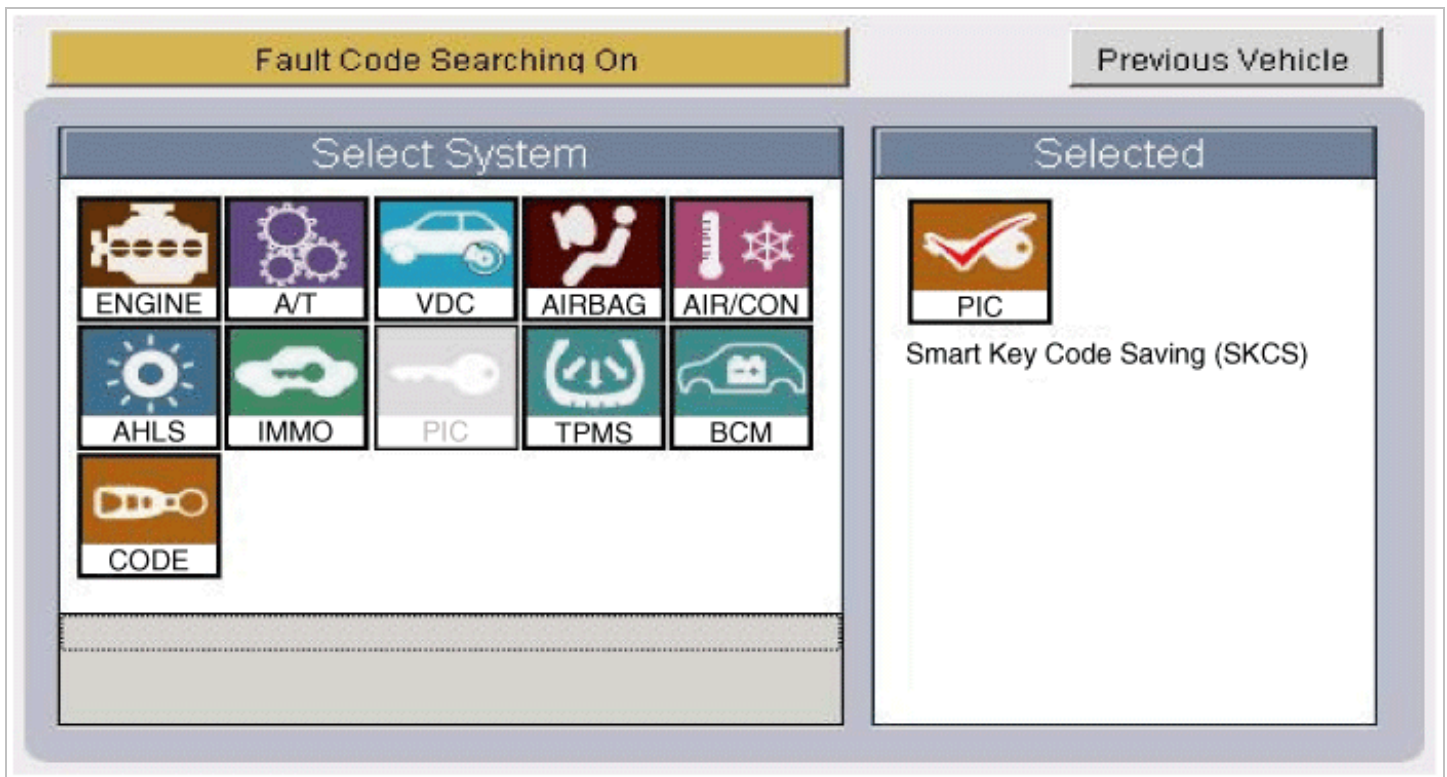 Fault Code Searching On
Previous Vehicle
Select System
Selected
ENGINE
A/T
VDC
AIRBAG
AIR/CON
PIC
Smart Key Code Saving (SKCS)
AHLS
IMMO
PIC
TPMS
BCM
CODE